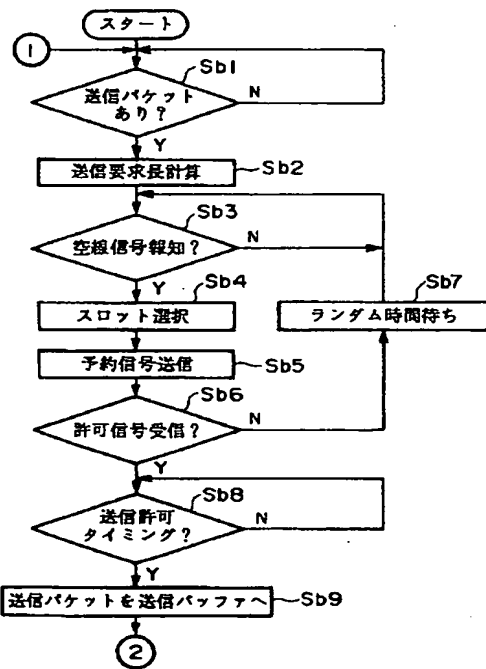 スタート
1
Sb1
送信パケット
あり?
N
Y
送信要求長計算
Sb2
Sb3
空線信号報知?
N
Y
Sb4
Sb7
スロット選択
ランダム時間待ち
予約信号送信
Sb5
Sb6
許可信号受信?
N
Y
Sb8
送信許可
タイミング?
N
Y
送信パケットを送信バッファへ
Sb9
2